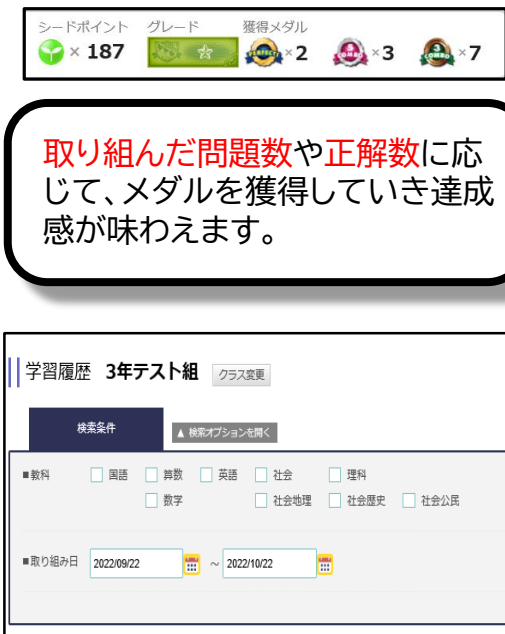 シードポイント グレード 獲得メダル
× 187 PERFECT! ×2 COMBO ×3 3 COMBO ×7
取り組んだ問題数や正解数に応
じて、メダルを獲得していき達成
感が味わえます。
学習履歴 3年テスト組 クラス変更
検索条件 ▲ 検索オプションを開く
■教科 国語 算数 英語 社会 理科
数学 社会地理 社会歴史 社会公民
■取り組み日 2022/09/22 ～ 2022/10/22